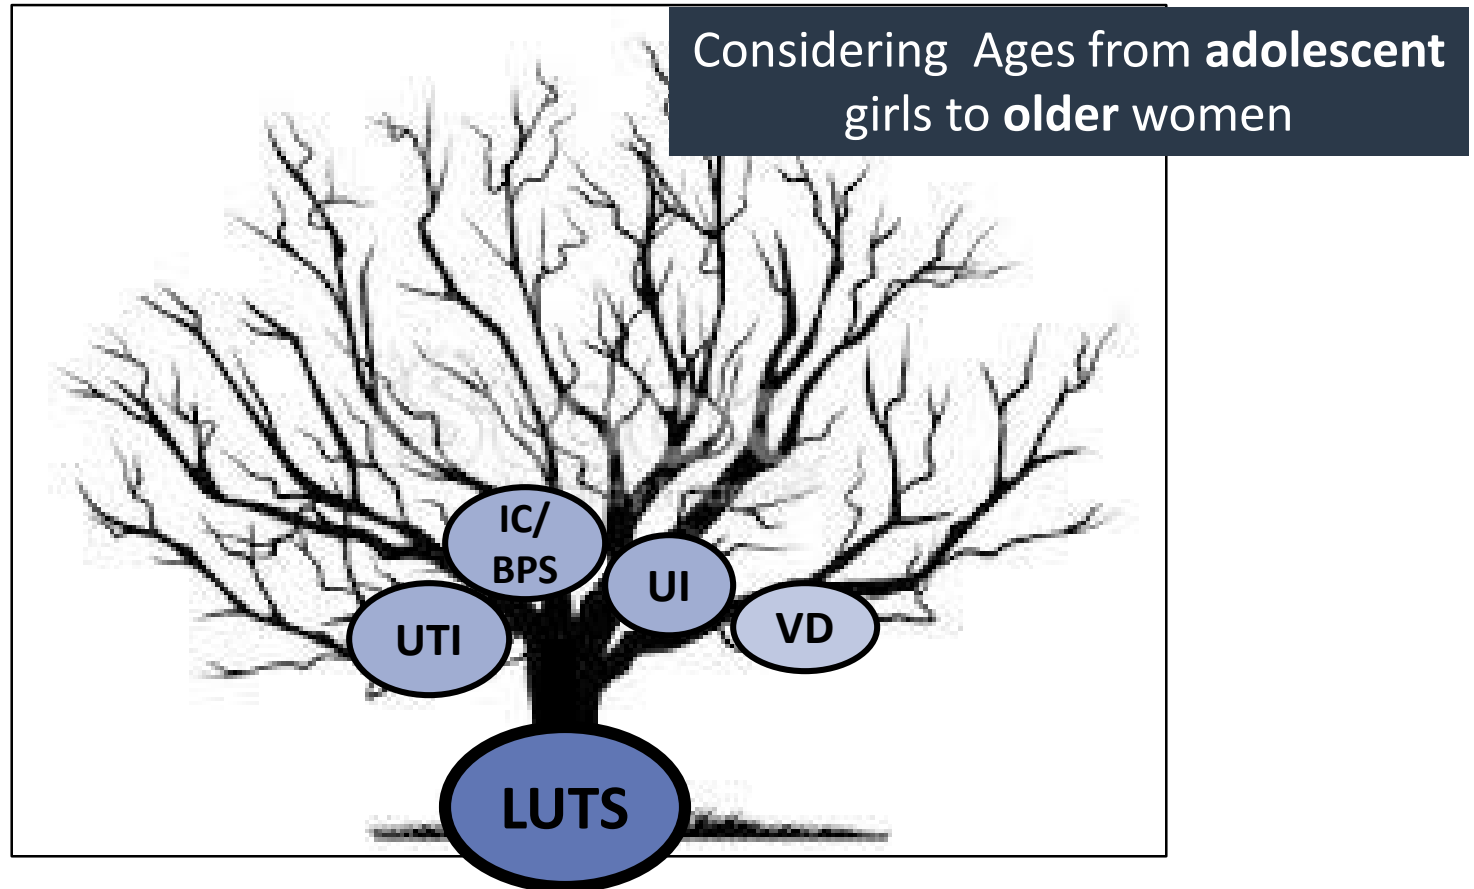 Considering  Ages from adolescent
girls to older women
IC/
BPS
UI
VD
UTI
LUTS